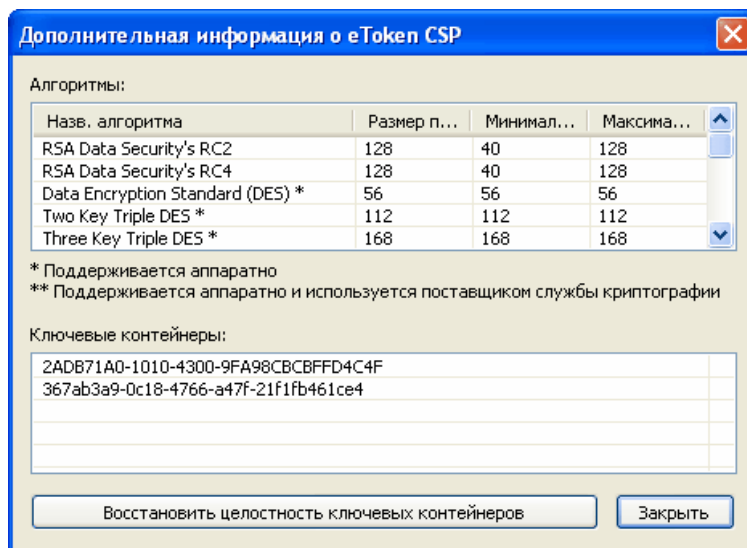 Дополнительная информация о eToken CSP
Алгоритмы:
Назв. алгоритма Размер п... Минимал... Максима...
RSA Data Security's RC2 128 40 128
RSA Data Security's RC4 128 40 128
Data Encryption Standard (DES) * 56 56 56
Two Key Triple DES * 112 112 112
Three Key Triple DES * 168 168 168
* Поддерживается аппаратно
** Поддерживается аппаратно и используется поставщиком службы криптографии
Ключевые контейнеры:
2ADB71A0-1010-4300-9FA98CBCBFFD4C4F
367ab3a9-0c18-4766-a47f-21f1fb461ce4
Восстановить целостность ключевых контейнеров Закрыть